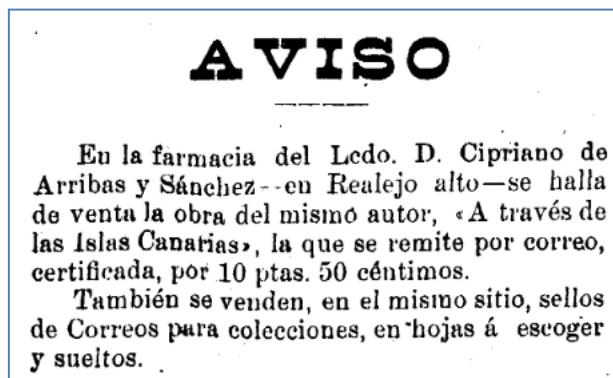 AVISO
En la farmacia del Lcdo. D. Cipriano de
Arribas y Sánchez--en Realejo alto—se halla
de venta la obra del mismo autor, «A través de
las Islas Canarias», la que se remite por correo,
certificada, por 10 ptas. 50 céntimos.
También se venden, en el mismo sitio, sellos
de Correos para colecciones, en hojas á escoger
y sueltos.